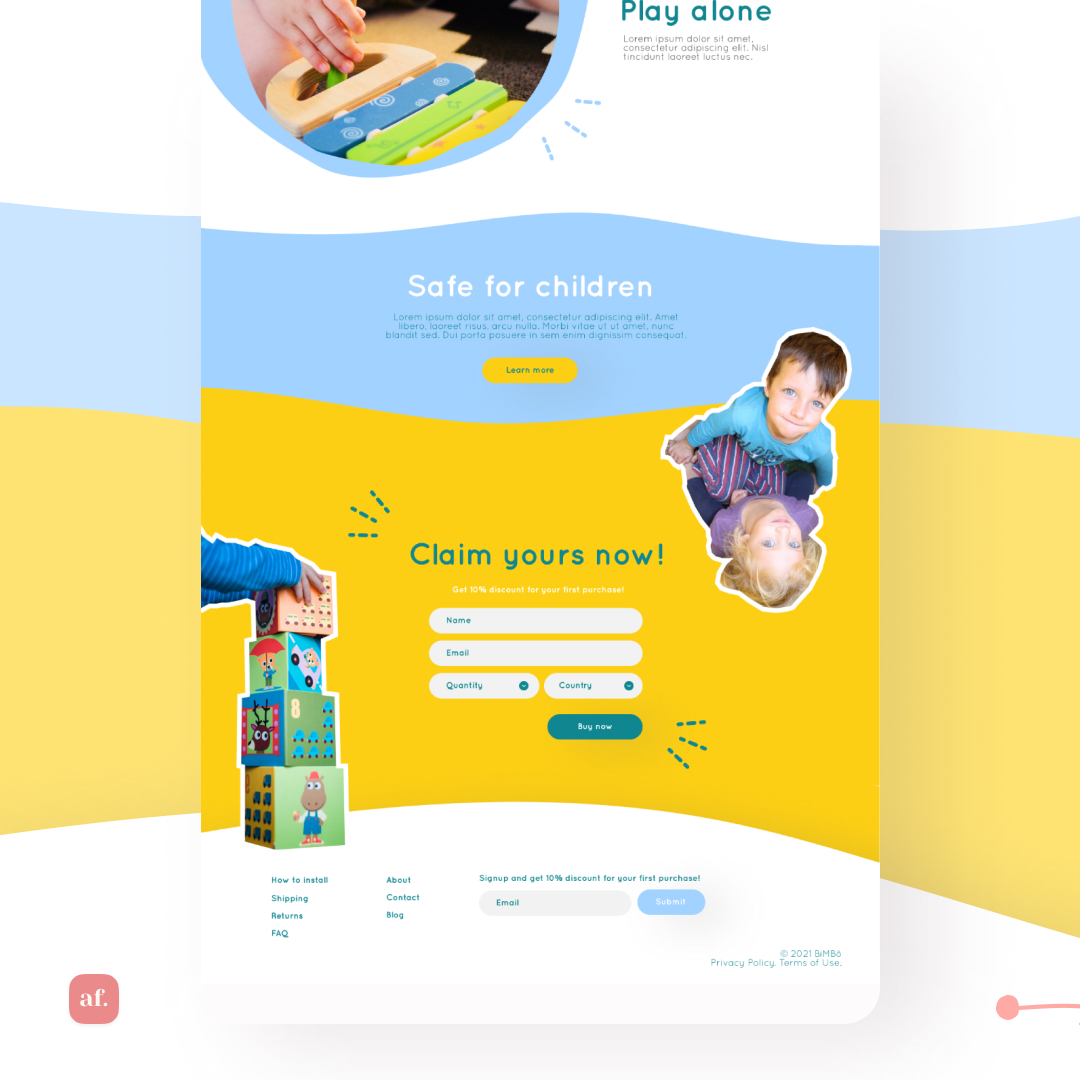 Play alone
Lorem ipsum dolor sit amet,
consectetur adipiscing elit. Nisl
tincidunt laoreet luctus nec.
Safe for children
Lorem ipsum dolor sit amet, consectetur adipiscing elit. Amet
libero, laoreet risus, arcu nulla. Morbi vitae ut ut amet, nunc
blandit sed. Dui porta posuere in sem enim dignissim consequat.
Learn more
Claim yours now!
Get 10% discount for your first purchase!
Name
Email
Quantity
Country
Buy now
8
How to install
Shipping
Returns
FAQ
About
Contact
Blog
Signup and get 10% discount for your first purchase!
Email
Submit
© 2021 BiMBô
Privacy Policy. Terms of Use.
af.